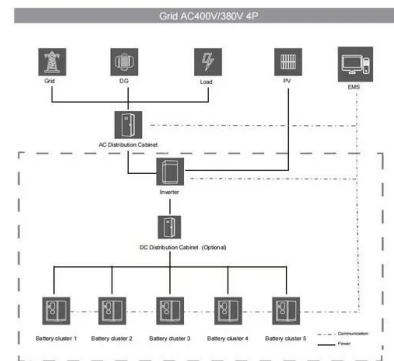 Grid AC400V/380V 4P
Grid
DG
Load
PV
EMS
AC Distribution Cabinet
Inverter
DC Distribution Cabinet (Optional)
Battery cluster 1
Battery cluster 2
Battery cluster 3
Battery cluster 4
Battery cluster 5
Communication
Power